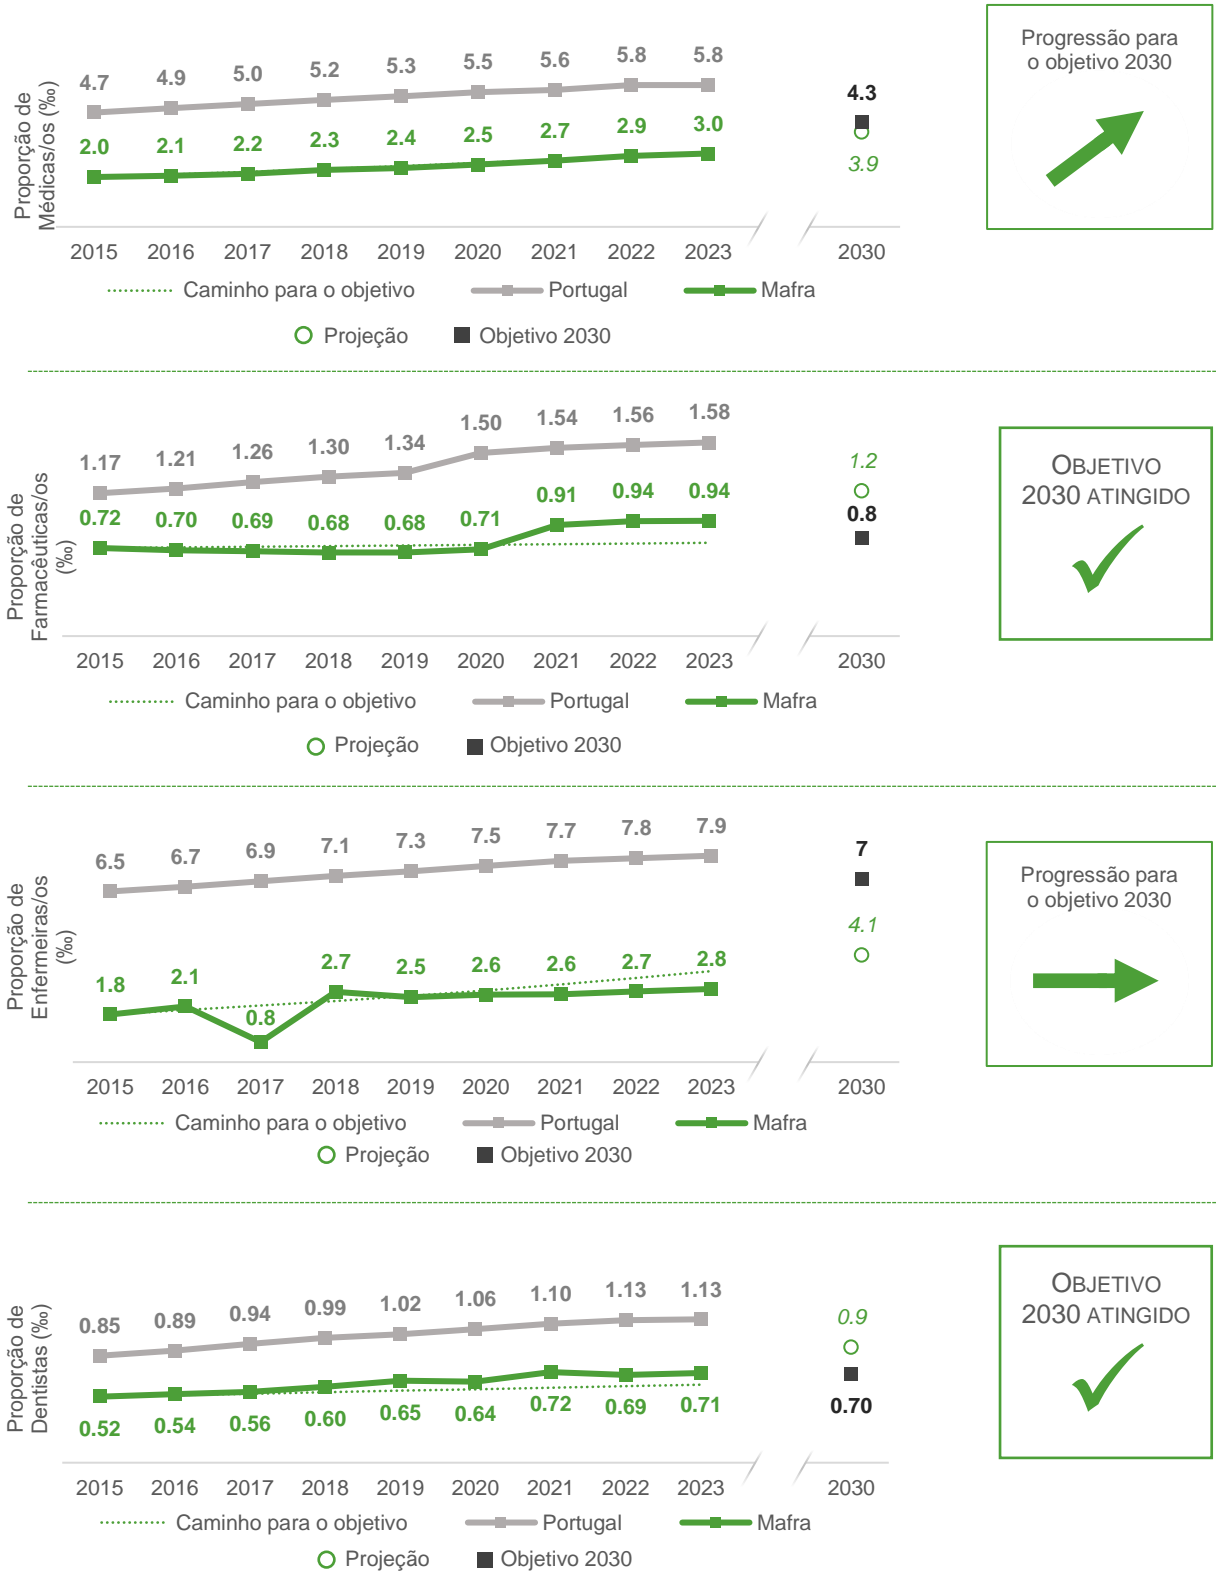 Proporção de
Médicas/os (‰)
4.7 4.9 5.0 5.2 5.3 5.5 5.6 5.8 5.8
2.0 2.1 2.2 2.3 2.4 2.5 2.7 2.9 3.0
4.3
3.9
2015 2016 2017 2018 2019 2020 2021 2022 2023 2030
Caminho para o objetivo Portugal Mafra
Projeção Objetivo 2030
Progressão para
o objetivo 2030
Proporção de
Farmacêuticas/os
(‰)
1.17 1.21 1.26 1.30 1.34 1.50 1.54 1.56 1.58
0.72 0.70 0.69 0.68 0.68 0.71 0.91 0.94 0.94
1.2
0.8
2015 2016 2017 2018 2019 2020 2021 2022 2023 2030
Caminho para o objetivo Portugal Mafra
Projeção Objetivo 2030
OBJETIVO
2030 ATINGIDO
Proporção de
Enfermeiras/os
(‰)
6.5 6.7 6.9 7.1 7.3 7.5 7.7 7.8 7.9
1.8 2.1 0.8 2.7 2.5 2.6 2.6 2.7 2.8
7
4.1
2015 2016 2017 2018 2019 2020 2021 2022 2023 2030
Caminho para o objetivo Portugal Mafra
Projeção Objetivo 2030
Progressão para
o objetivo 2030
Proporção de
Dentistas (‰)
0.85 0.89 0.94 0.99 1.02 1.06 1.10 1.13 1.13
0.52 0.54 0.56 0.60 0.65 0.64 0.72 0.69 0.71
0.9
0.70
2015 2016 2017 2018 2019 2020 2021 2022 2023 2030
Caminho para o objetivo Portugal Mafra
Projeção Objetivo 2030
OBJETIVO
2030 ATINGIDO